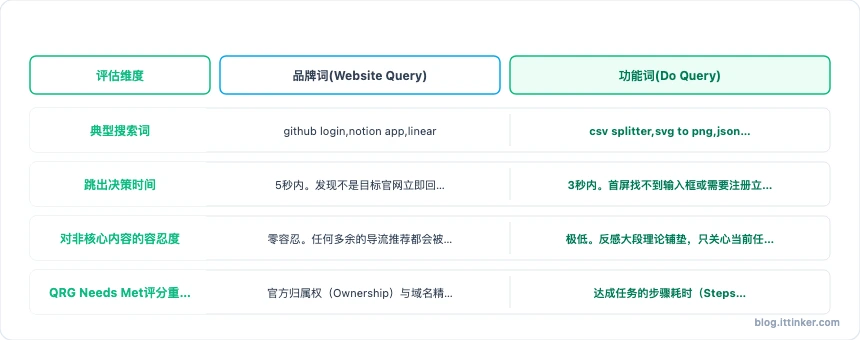 评估维度 品牌词(Website Query) 功能词(Do Query)
典型搜索词 github login,notion app,linear csv splitter,svg to png,json...
跳出决策时间 5秒内。发现不是目标官网立即回... 3秒内。首屏找不到输入框或需要注册立...
对非核心内容的容忍度 零容忍。任何多余的导流推荐都会被... 极低。反感大段理论铺垫，只关心当前任...
QRG Needs Met评分重... 官方归属权（Ownership）与域名精... 达成任务的步骤耗时（Steps...
blog.ittinker.com